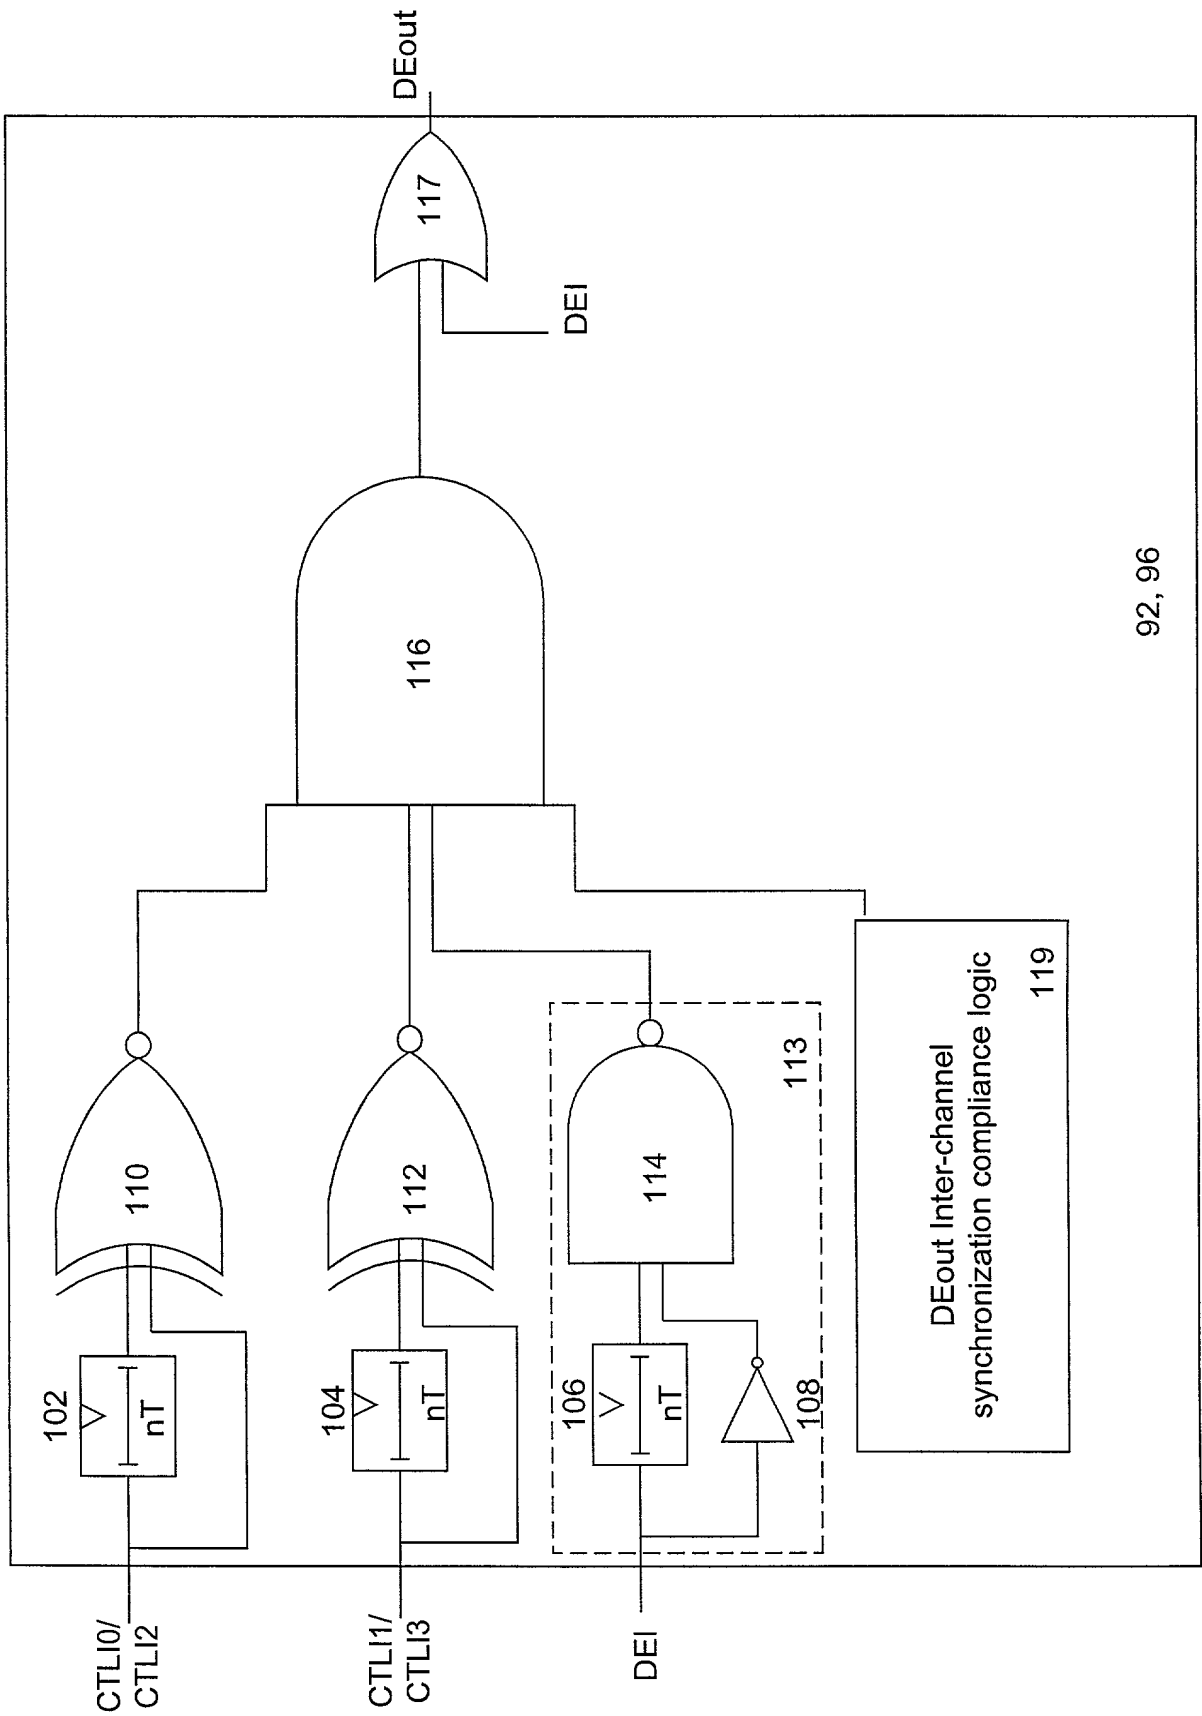 CTLI0/
CTLI2
102
nT
110
CTLI1/
CTLI3
104
nT
112
DEI
106
nT
108
114
113
DEout Inter-channel
synchronization compliance logic
119
116
DEI
117
DEout
92, 96